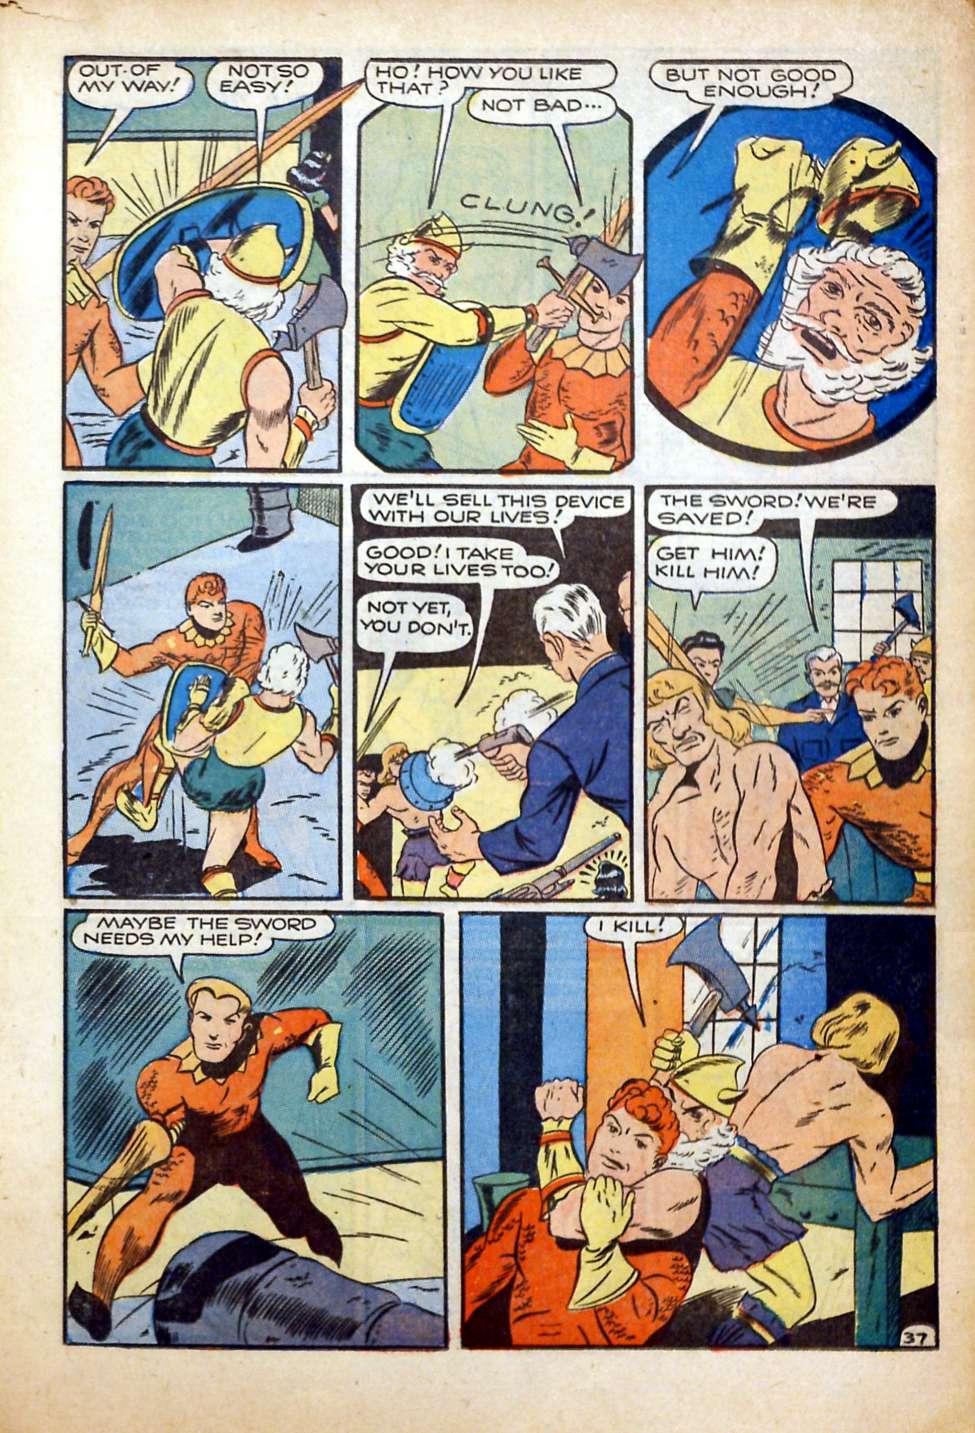 OUT OF
MY WAY!
NOT SO
EASY!
HO! HOW YOU LIKE
THAT?
NOT BAD...
CLUNG!
BUT NOT GOOD
ENOUGH!
WE'LL SELL THIS DEVICE
WITH OUR LIVES!
GOOD! I TAKE
YOUR LIVES TOO!
NOT YET,
YOU DON'T.
THE SWORD! WE'RE
SAVED!
GET HIM!
KILL HIM!
MAYBE THE SWORD
NEEDS MY HELP!
I KILL!
37